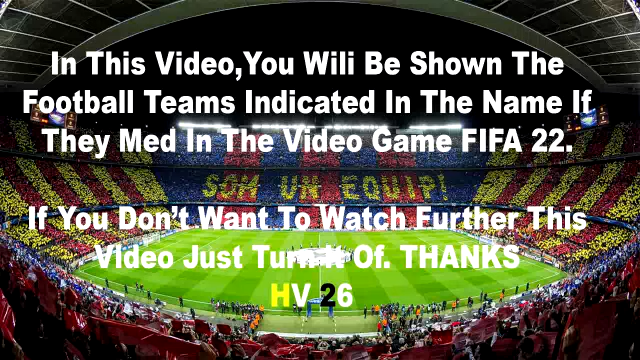 In This Video,You Wili Be Shown The
Football Teams Indicated In The Name If
They Med In The Video Game FIFA 22.
SOM UN EQUIP!
If You Don't Want To Watch Further This
Video Just Turn It Of. THANKS
HV 26